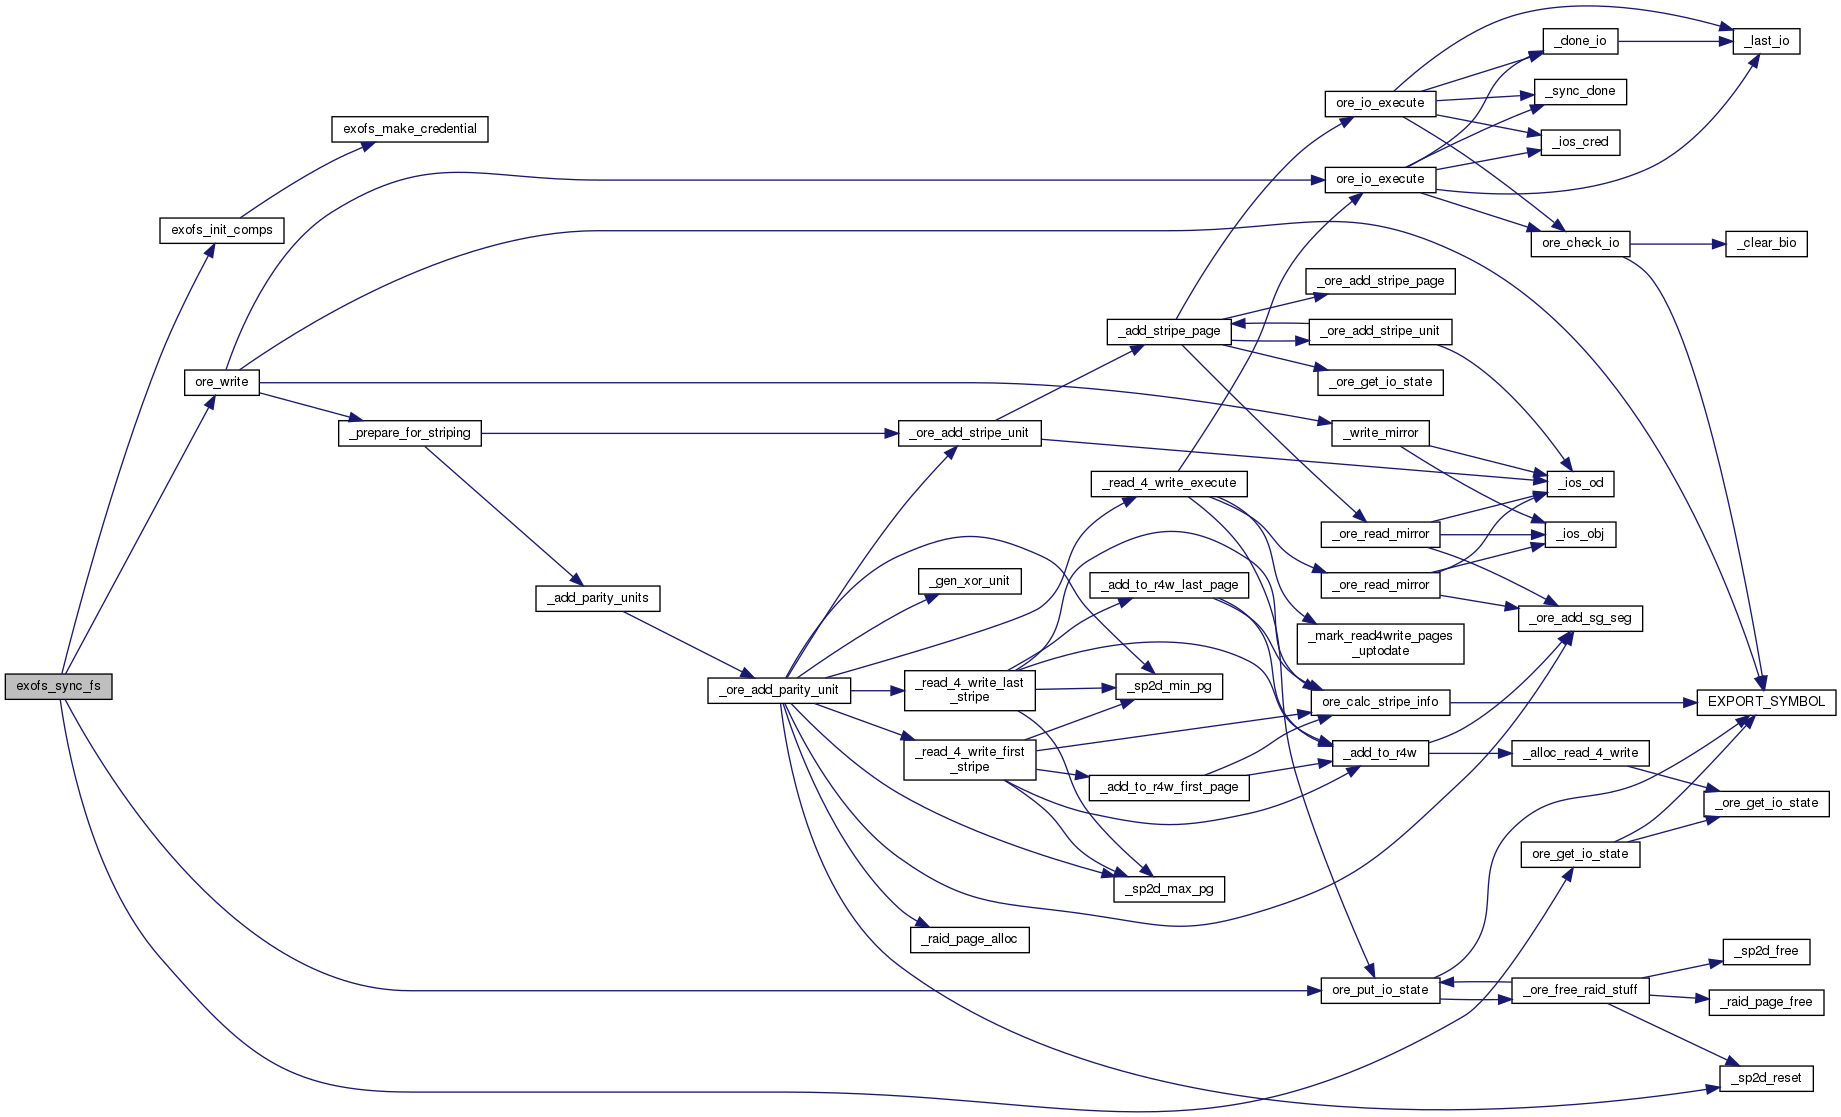 _done_io
_last_io
_sync_done
ore_io_execute
exofs_make_credential
_ios_cred
ore_io_execute
exofs_init_comps
ore_check_io
_clear_bio
_ore_add_stripe_page
_add_stripe_page
_ore_add_stripe_unit
ore_write
_ore_get_io_state
_prepare_for_striping
_ore_add_stripe_unit
_write_mirror
_read_4_write_execute
_ios_od
_ore_read_mirror
_ios_obj
_gen_xor_unit
_add_to_r4w_last_page
_ore_read_mirror
_add_parity_units
_ore_add_sg_seg
_mark_read4write_pages
_uptodate
exofs_sync_fs
_ore_add_parity_unit
_read_4_write_last
_stripe
_sp2d_min_pg
ore_calc_stripe_info
EXPORT_SYMBOL
_read_4_write_first
_stripe
_add_to_r4w
_alloc_read_4_write
_add_to_r4w_first_page
_ore_get_io_state
ore_get_io_state
_sp2d_max_pg
_raid_page_alloc
_sp2d_free
ore_put_io_state
_ore_free_raid_stuff
_raid_page_free
_sp2d_reset